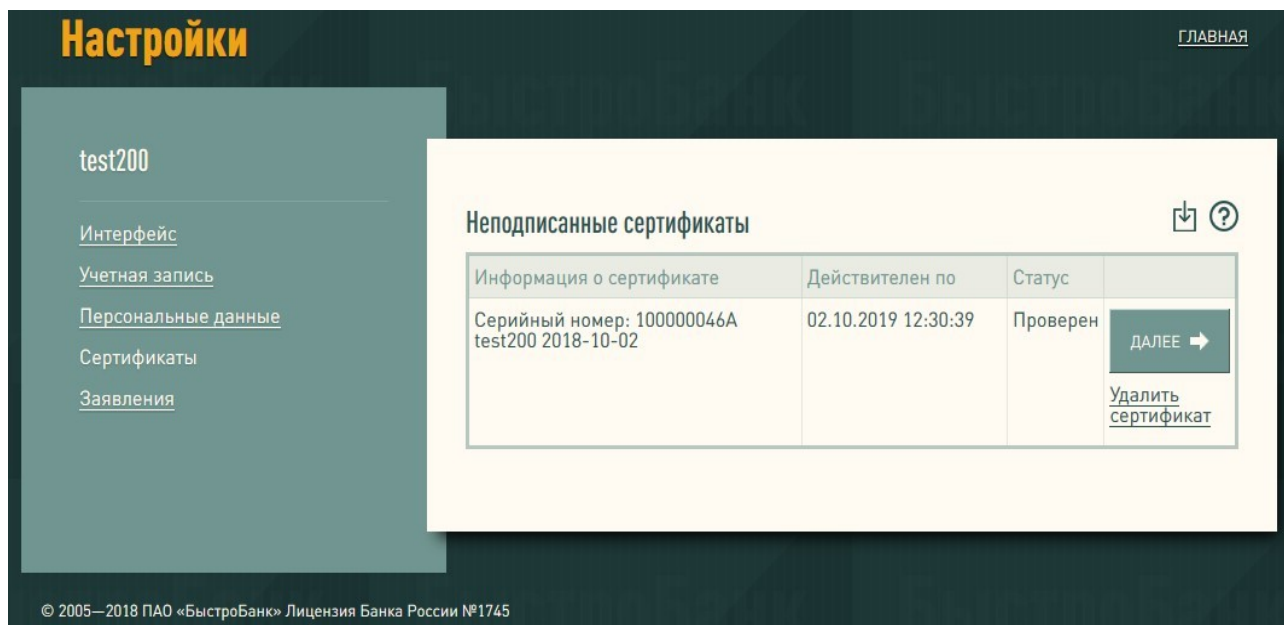 Настройки
ГЛАВНАЯ
БыстроБанк
test200
Интерфейс
Учетная запись
Персональные данные
Сертификаты
Заявления
Неподписанные сертификаты
Информация о сертификате
Действителен по
Статус
Серийный номер: 100000046A
test200 2018-10-02
02.10.2019 12:30:39
Проверен
ДАЛЕЕ
Удалить
сертификат
© 2005—2018 ПАО «БыстроБанк» Лицензия Банка России №1745